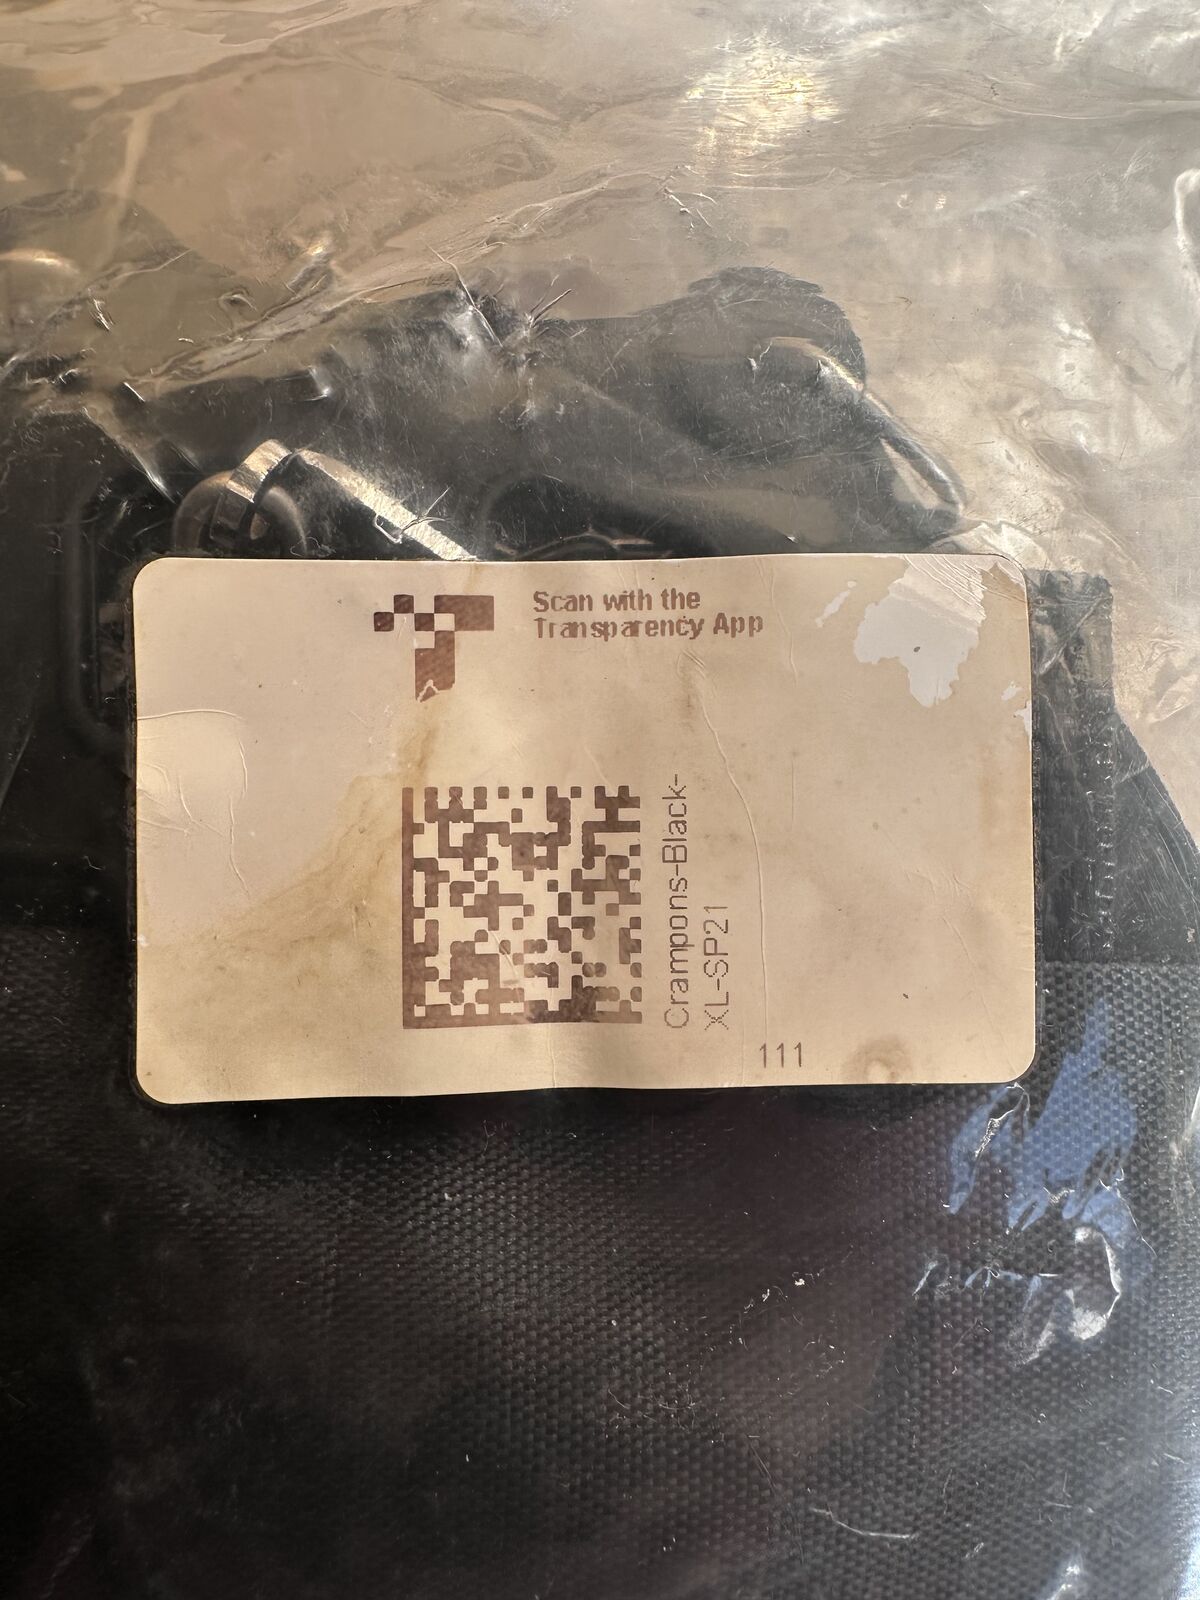 Scan with the
Transparency App
Crampons-Black-
XL-SP21
111